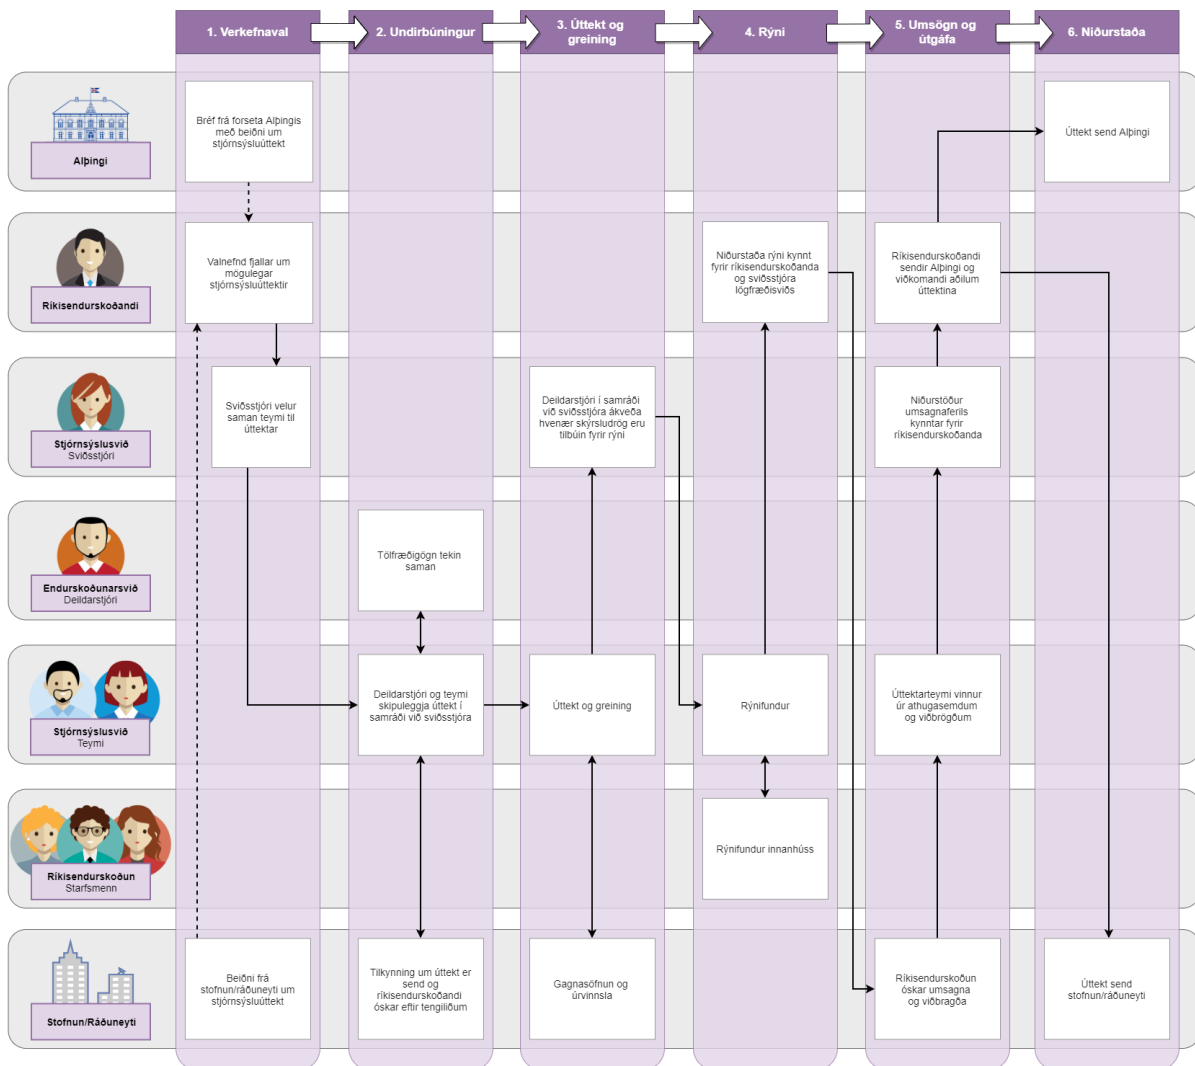 1. Verkefnaval
2. Undirbúningur
3. Úttekt og
greining
4. Rýni
5. Umsögn og
útgáfa
6. Niðurstaða
Alþingi
Bréf frá forseta Alþingis
með beiðni um
stjórnsýsluúttekt
Úttekt send Alþingi
Ríkisendurskoðandi
Valnefnd fjallar um
mögulegar
stjórnsýsluúttektir
Niðurstaða rýni kynnt
fyrir ríkisendurskoðanda
og sviðsstjóra
lögfræðisviðs
Ríkisendurskoðandi
sendir Alþingi og
viðkomandi aðilum
úttektina
Stjórnsýslusvið
Sviðsstjóri
Sviðsstjóri velur
saman teymi til
úttektar
Deildarstjóri í samráði
við sviðsstjóra ákveða
hvenær skýrsludrög eru
tilbúin fyrir rýni
Niðurstöður
umsagnaferils
kynntar fyrir
ríkisendurskoðanda
Endurskoðunarsvið
Deildarstjóri
Tölfræðigögn tekin
saman
Stjórnsýslusvið
Teymi
Deildarstjóri og teymi
skipuleggja úttekt í
samráði við sviðsstjóra
Úttekt og greining
Rýnifundur
Úttektarteymi vinnur
úr athugasemdum
og viðbrögðum
Ríkisendurskoðun
Starfsmenn
Rýnifundur innanhúss
Stofnun/Ráðuneyti
Beiðni frá
stofnun/ráðuneyti um
stjórnsýsluúttekt
Tilkynning um úttekt er
send og
ríkisendurskoðandi
óskar eftir tengiliðum
Gagnasöfnun og
úrvinnsla
Ríkisendurskoðun
óskar umsagna
og viðbragða
Úttekt send
stofnun/ráðuneyti